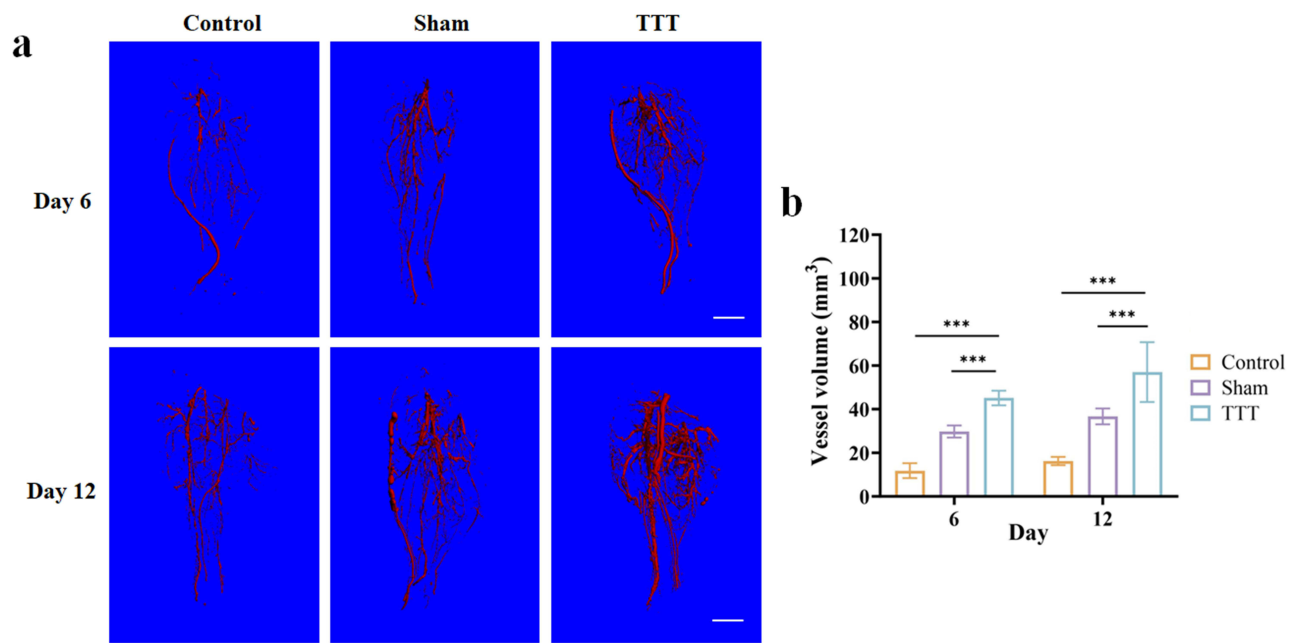 a
Control Sham TTT
Day 6
Day 12
b
Vessel volume (mm³)
120
100
80
60
40
20
0
*** ***
*** ***
6 12
Day
Control
Sham
TTT